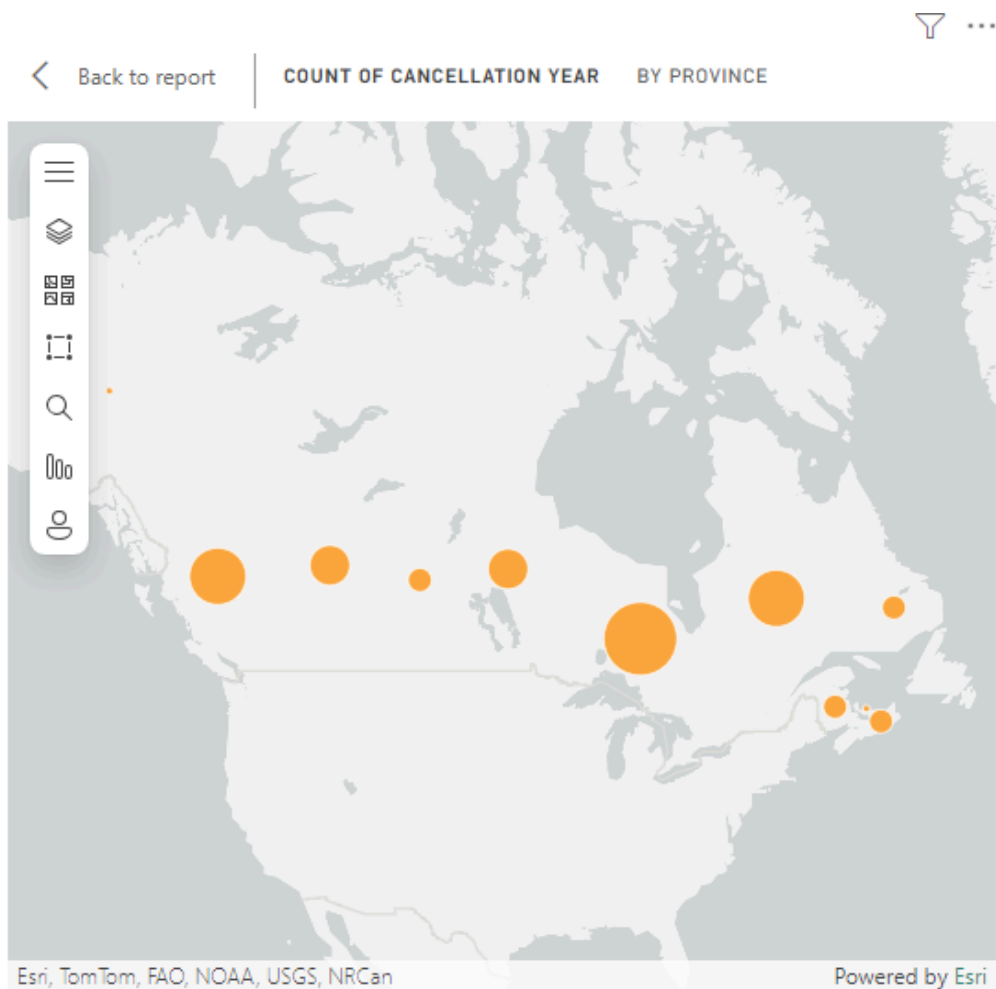 Back to report
COUNT OF CANCELLATION YEAR BY PROVINCE
Esri, TomTom, FAO, NOAA, USGS, NRCan
Powered by Esri